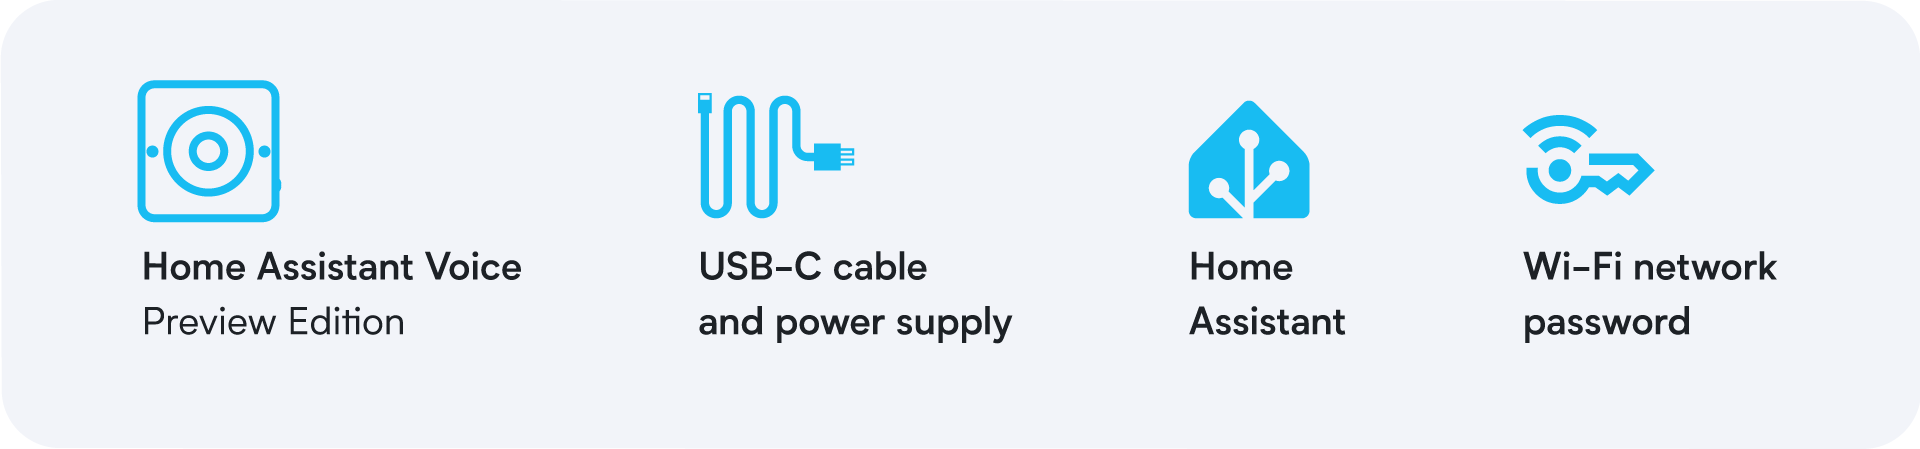 Home Assistant Voice
Preview Edition
USB-C cable
and power supply
Home
Assistant
Wi-Fi network
password